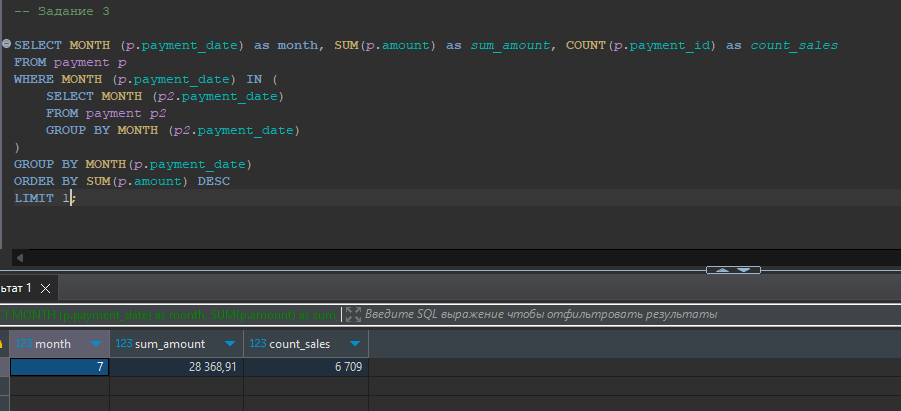 -- Задание 3
SELECT MONTH (p.payment_date) as month, SUM(p.amount) as sum_amount, COUNT(p.payment_id) as count_sales
FROM payment p
WHERE MONTH (p.payment_date) IN (
SELECT MONTH (p2.payment_date)
FROM payment p2
GROUP BY MONTH (p2.payment_date)
)
GROUP BY MONTH(p.payment_date)
ORDER BY SUM(p.amount) DESC
LIMIT 1;
ьтат 1
T MONTH (p.payment_date) as month, SUM(p.amount) as sum Введите SQL выражение чтобы отфильтровать результаты
123 month 123 sum_amount 123 count_sales
7 28 368,91 6 709